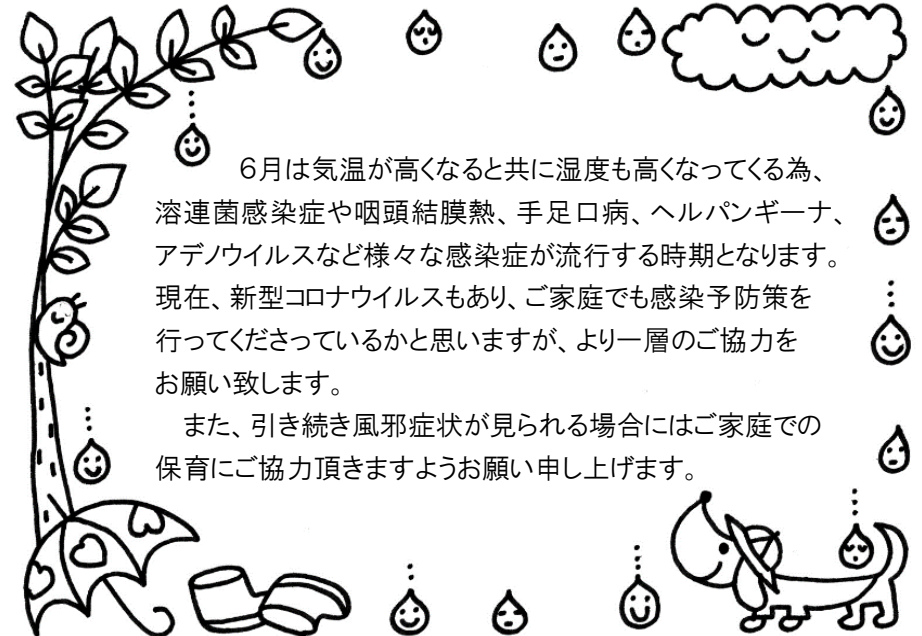 ６月は気温が高くなると共に湿度も高くなってくる為、
溶連菌感染症や咽頭結膜熱、手足口病、ヘルパンギーナ、
アデノウイルスなど様々な感染症が流行する時期となります。
現在、新型コロナウイルスもあり、ご家庭でも感染予防策を
行ってくださっているかと思いますが、より一層のご協力を
お願い致します。
また、引き続き風邪症状が見られる場合にはご家庭での
保育にご協力頂きますようお願い申し上げます。